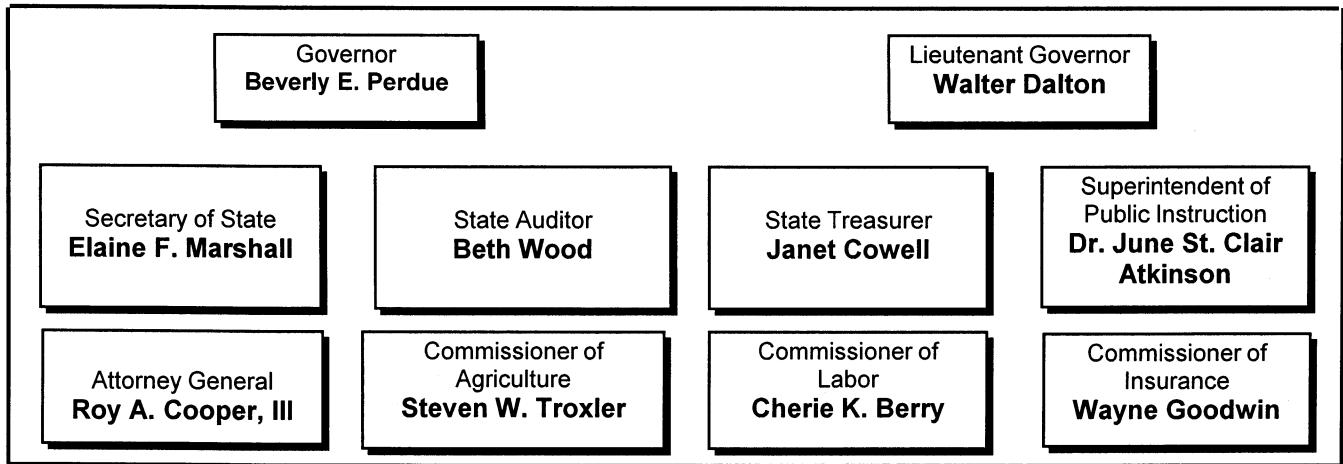 Governor
Beverly E. Perdue
Lieutenant Governor
Walter Dalton
Secretary of State
Elaine F. Marshall
State Auditor
Beth Wood
State Treasurer
Janet Cowell
Superintendent of
Public Instruction
Dr. June St. Clair
Atkinson
Attorney General
Roy A. Cooper, III
Commissioner of
Agriculture
Steven W. Troxler
Commissioner of
Labor
Cherie K. Berry
Commissioner of
Insurance
Wayne Goodwin